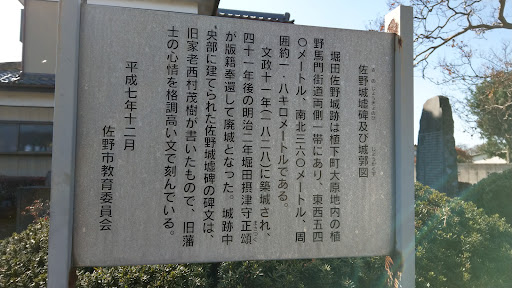 佐野城墟碑及び城郭図
堀田佐野城跡は植下町大原地内の植
野馬門街道両側一帯にあり、東西五四
〇メートル、南北三六〇メートル、周
囲約一・八キロメートルである。
文政十一年(一八二八)に築城され、
四十一年後の明治二年堀田摂津守正頌
が版籍奉還して廃城となった。城跡中
央部に建てられた佐野城墟碑の碑文は、
旧家老西村茂樹が書いたもので、旧藩
士の心情を格調高い文で刻んでいる。
平成七年十二月
佐野市教育委員会